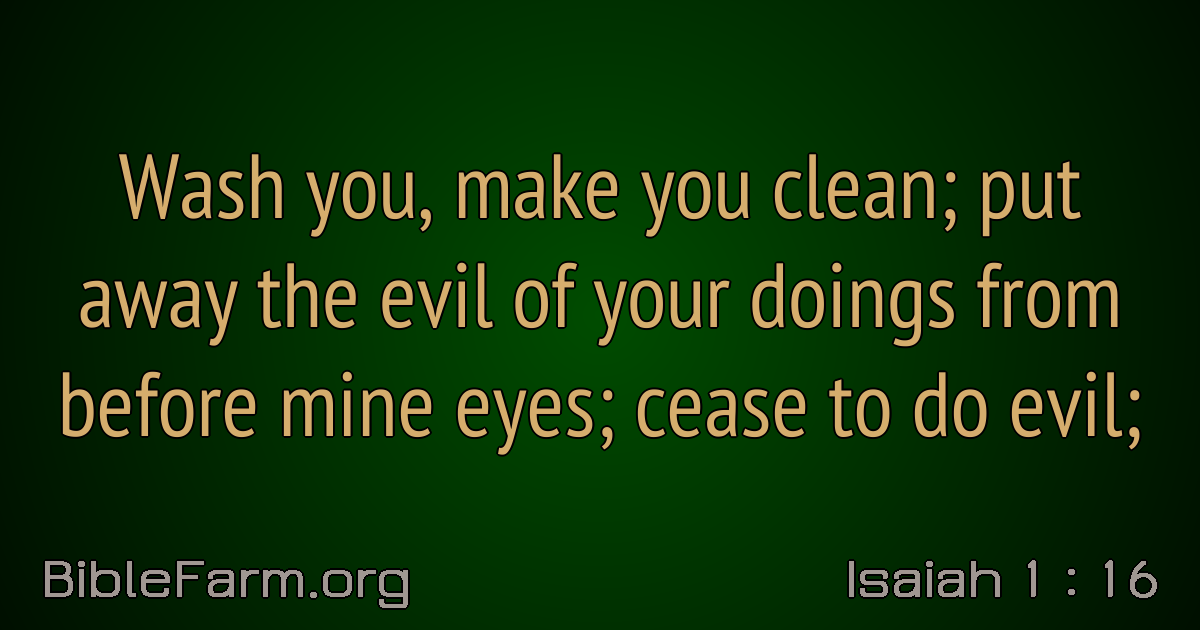 Wash you, make you clean; put
away the evil of your doings from
before mine eyes; cease to do evil;
BibleFarm.org
Isaiah 1 : 16